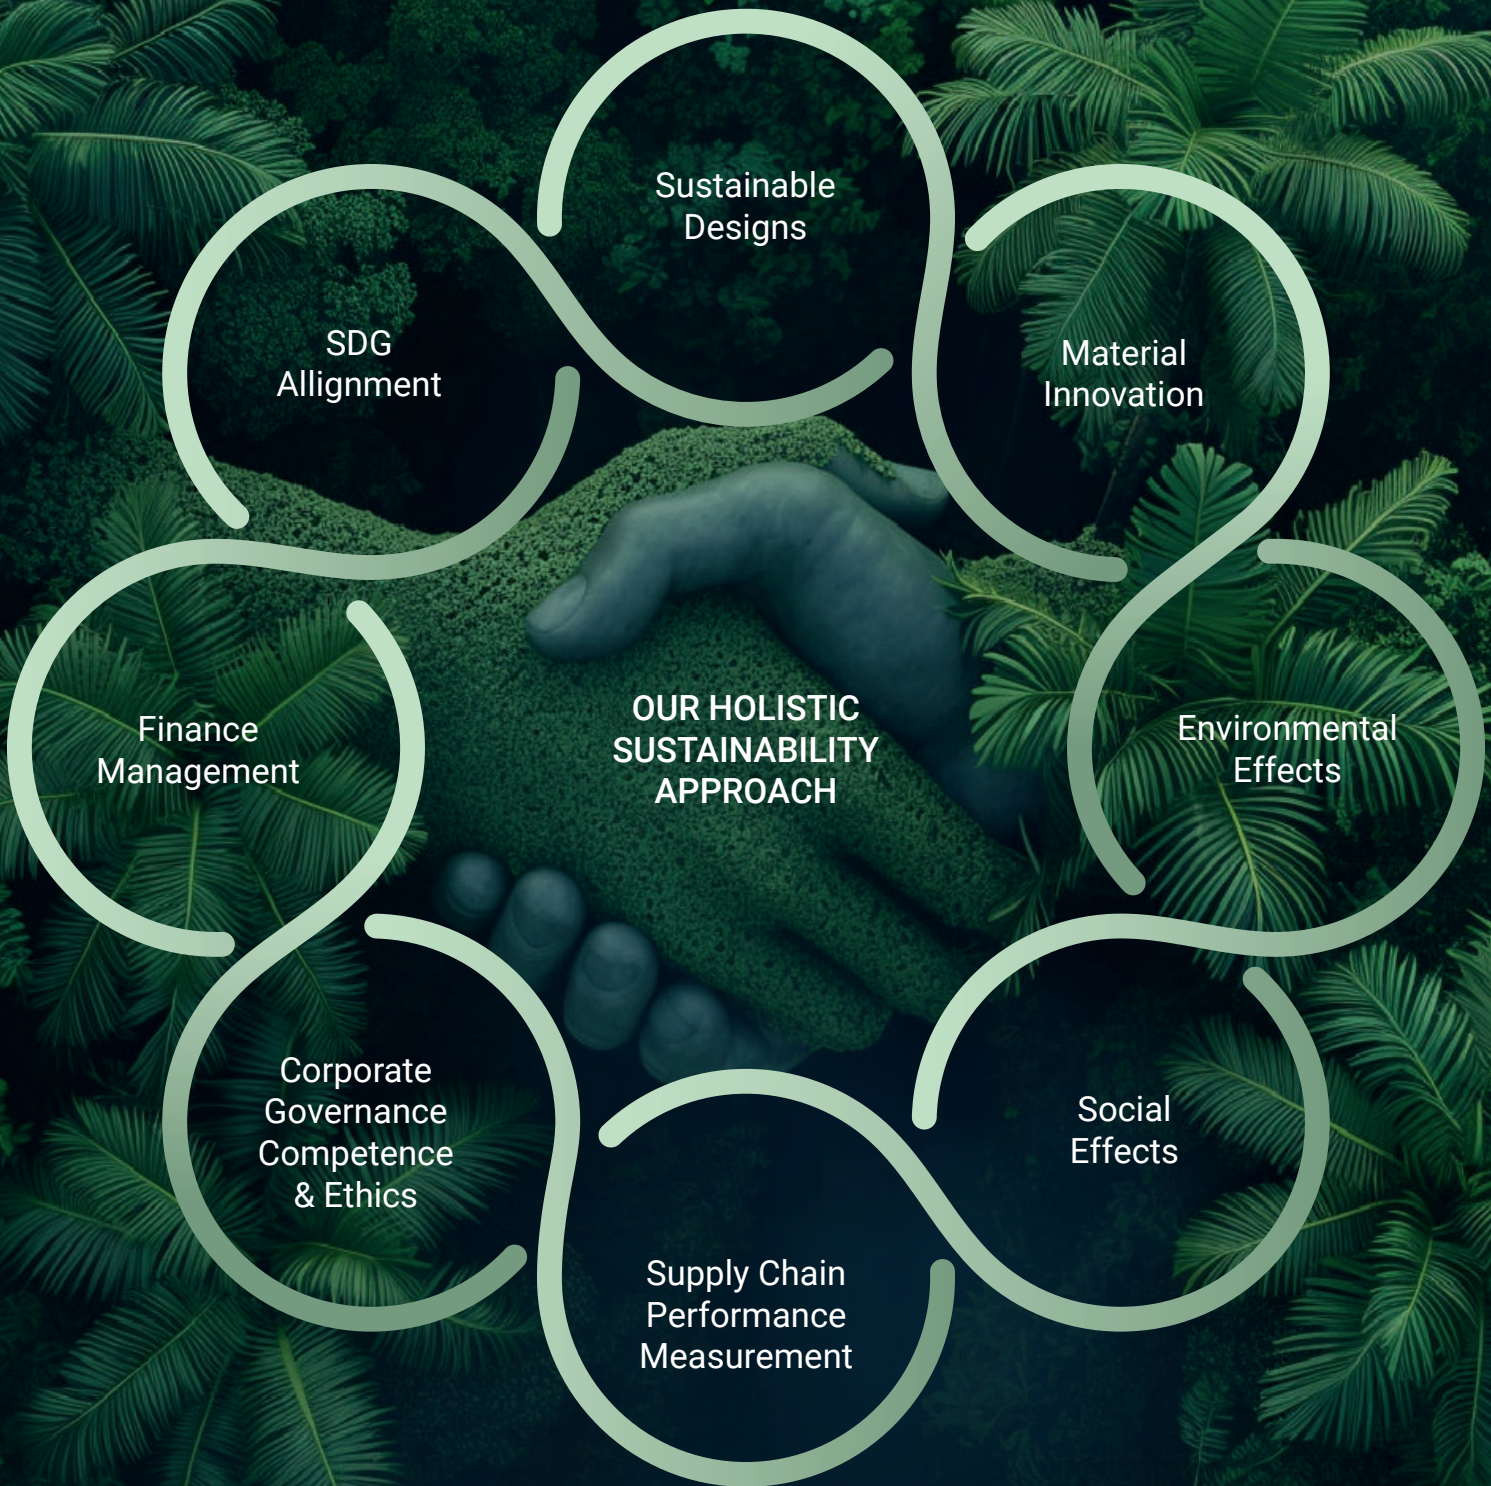 Sustainable
Designs
Material
Innovation
Environmental
Effects
Social
Effects
Supply Chain
Performance
Measurement
Corporate
Governance
Competence
& Ethics
Finance
Management
SDG
Allignment
OUR HOLISTIC
SUSTAINABILITY
APPROACH